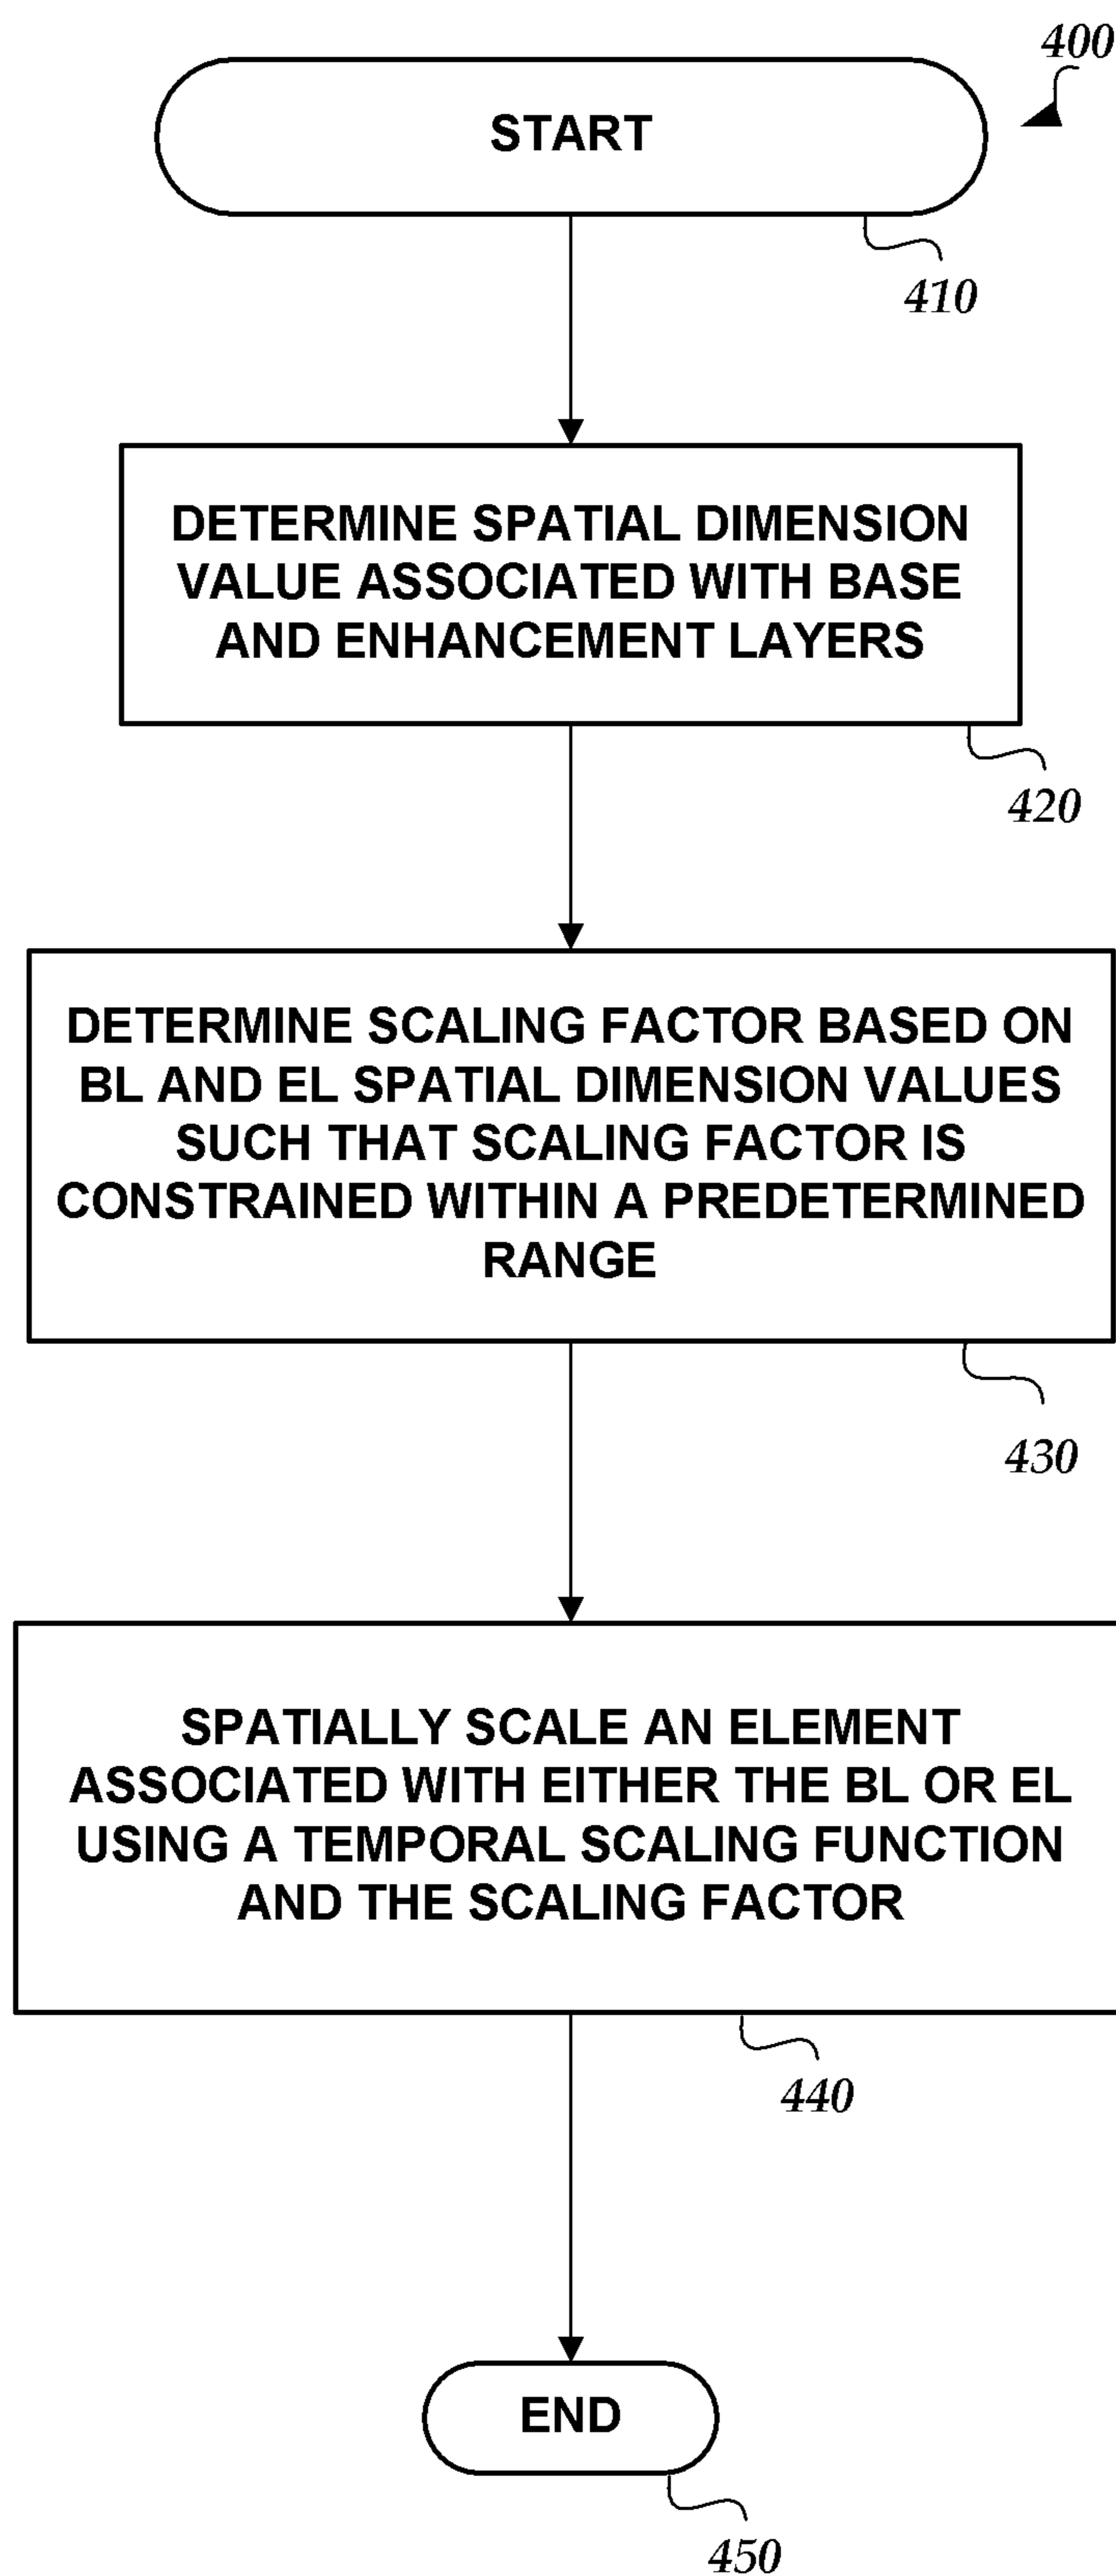 400
START
410
DETERMINE SPATIAL DIMENSION
VALUE ASSOCIATED WITH BASE
AND ENHANCEMENT LAYERS
420
DETERMINE SCALING FACTOR BASED ON
BL AND EL SPATIAL DIMENSION VALUES
SUCH THAT SCALING FACTOR IS
CONSTRAINED WITHIN A PREDETERMINED
RANGE
430
SPATIALLY SCALE AN ELEMENT
ASSOCIATED WITH EITHER THE BL OR EL
USING A TEMPORAL SCALING FUNCTION
AND THE SCALING FACTOR
440
END
450